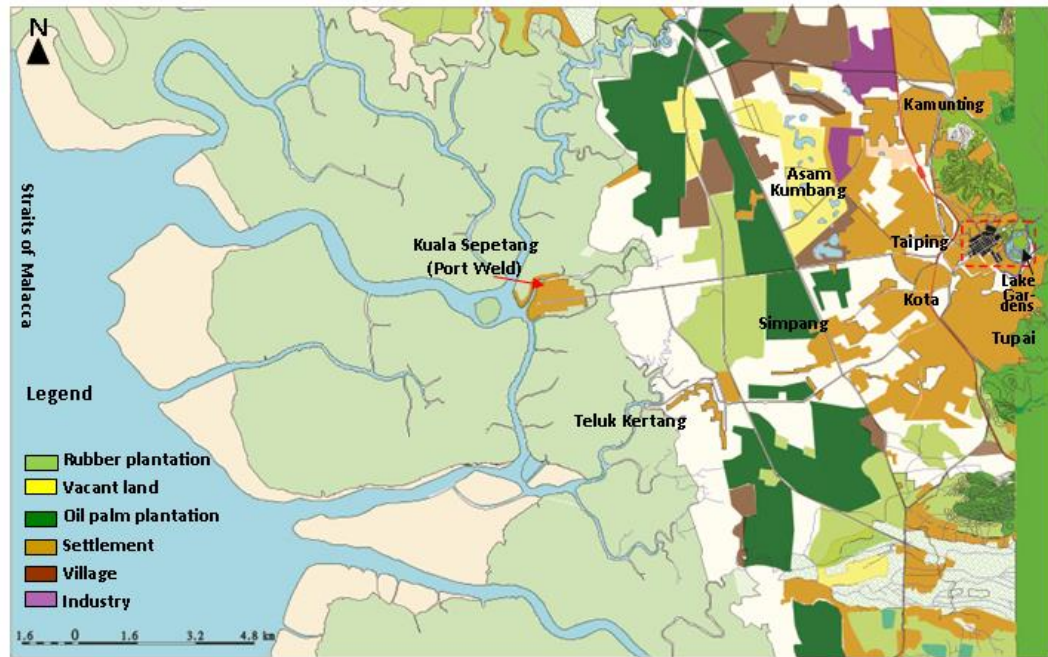 N
Kamunting
Asam
Kumbang
Straits of Malacca
Taiping
Kuala Sepetang
(Port Weld)
Lake
Gar-
dens
Kota
Simpang
Tupai
Legend
Teluk Kertang
Rubber plantation
Vacant land
Oil palm plantation
Settlement
Village
Industry
1.6 0 1.6 3.2 4.8 km